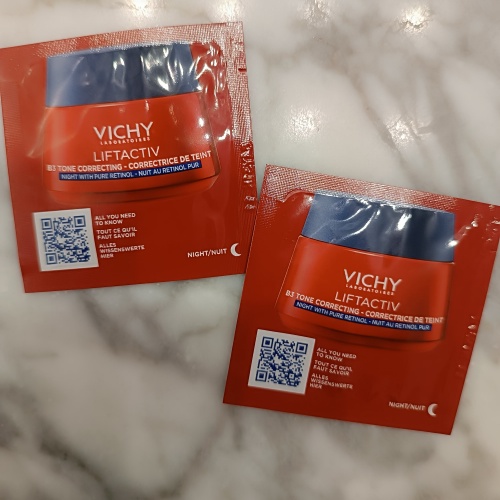 VICHY
LABORATOIRES
LIFTACTIV
B3 TONE CORRECTING - CORRECTRICE DE TEINT
NIGHT WITH PURE RETINOL - NUIT AU RETINOL PUR
ALL YOU NEED
TO KNOW
TOUT CE QU'IL
FAUT SAVOIR
ALLES
WISSENSWERTE
HIER
NIGHT/NUIT
VICHY
LABORATOIRES
LIFTACTIV
B3 TONE CORRECTING - CORRECTRICE DE TEINT
NIGHT WITH PURE RETINOL - NUIT AU RETINOL PUR
ALL YOU NEED
TO KNOW
TOUT CE QU'IL
FAUT SAVOIR
ALLES
WISSENSWERTE
HIER
NIGHT/NUIT